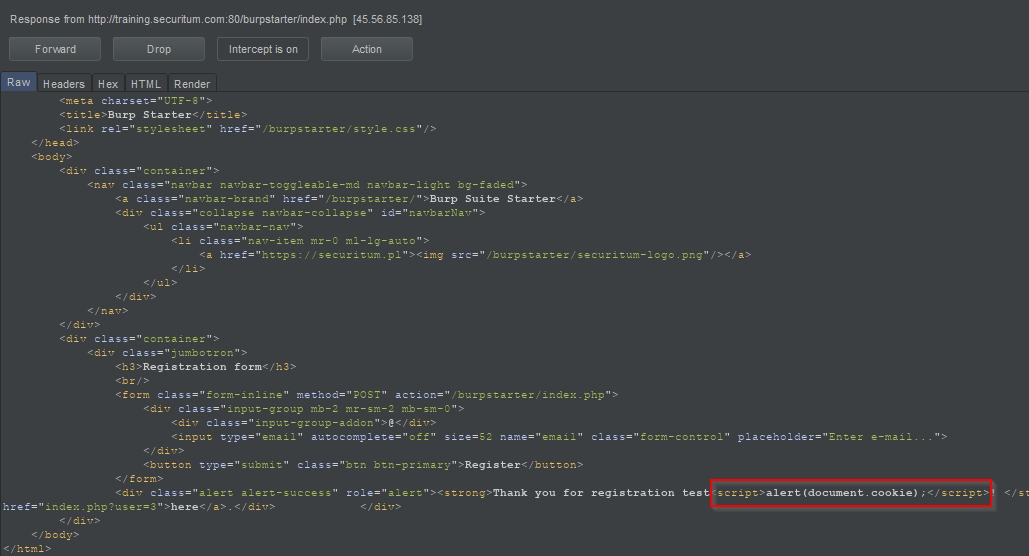 Response from http://training.securitum.com:80/burpstarter/index.php [45.56.85.138]
Forward Drop Intercept is on Action
Raw Headers Hex HTML Render
<meta charset="UTF-8">
<title>Burp Starter</title>
<link rel="stylesheet" href="/burpstarter/style.css"/>
</head>
<body>
<div class="container">
<nav class="navbar navbar-toggleable-md navbar-light bg-faded">
<a class="navbar-brand" href="/burpstarter/">Burp Suite Starter</a>
<div class="collapse navbar-collapse" id="navbarNav">
<ul class="navbar-nav">
<li class="nav-item mr-0 ml-lg-auto">
<a href="https://securitum.pl"><img src="/burpstarter/securitum-logo.png"/></a>
</li>
</ul>
</div>
</nav>
</div>
<div class="container">
<div class="jumbotron">
<h3>Registration form</h3>
<br/>
<form class="form-inline" method="POST" action="/burpstarter/index.php">
<div class="input-group mb-2 mr-sm-2 mb-sm-0">
<div class="input-group-addon">@</div>
<input type="email" autocomplete="off" size=52 name="email" class="form-control" placeholder="Enter e-mail...">
</div>
<button type="submit" class="btn btn-primary">Register</button>
</form>
<div class="alert alert-success" role="alert"><strong>Thank you for registration test<script>alert(document.cookie);</script>! </st
href="index.php?user=3">here</a>.</div> </div>
</div>
</body>
</html>